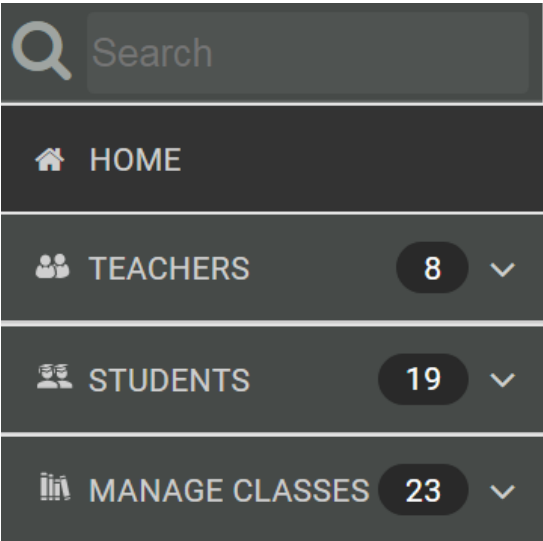 Search
HOME
TEACHERS 8
STUDENTS 19
MANAGE CLASSES 23